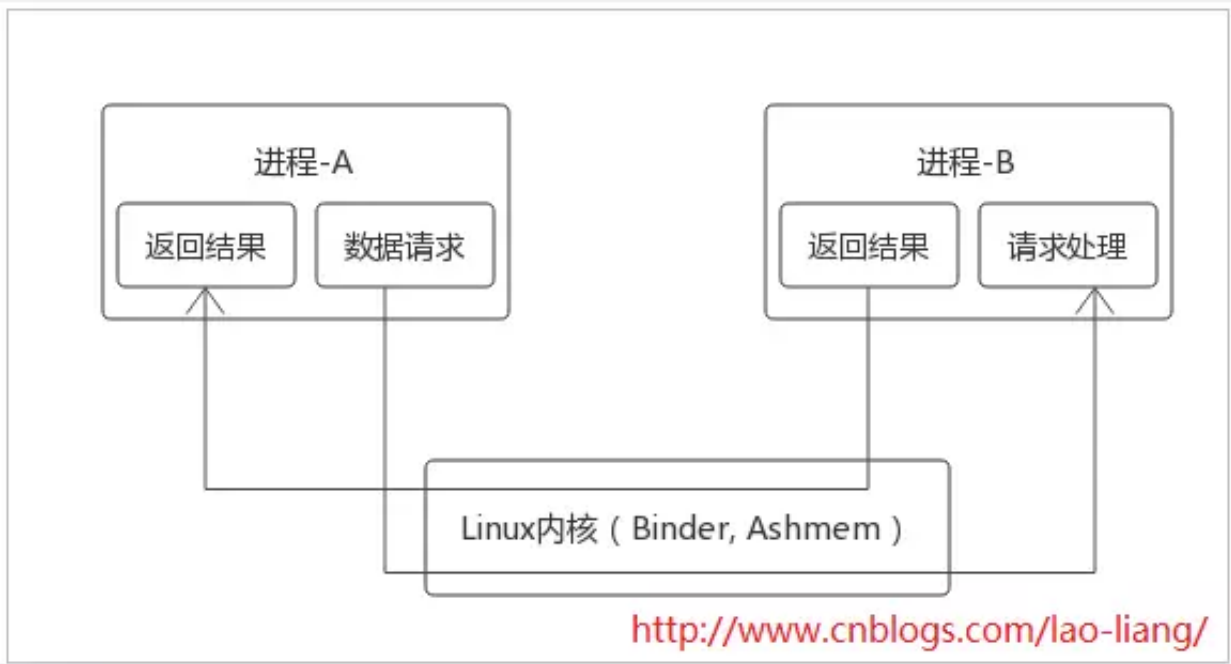 进程-A
返回结果
数据请求
进程-B
返回结果
请求处理
Linux内核（Binder, Ashmem）
http://www.cnblogs.com/lao-liang/